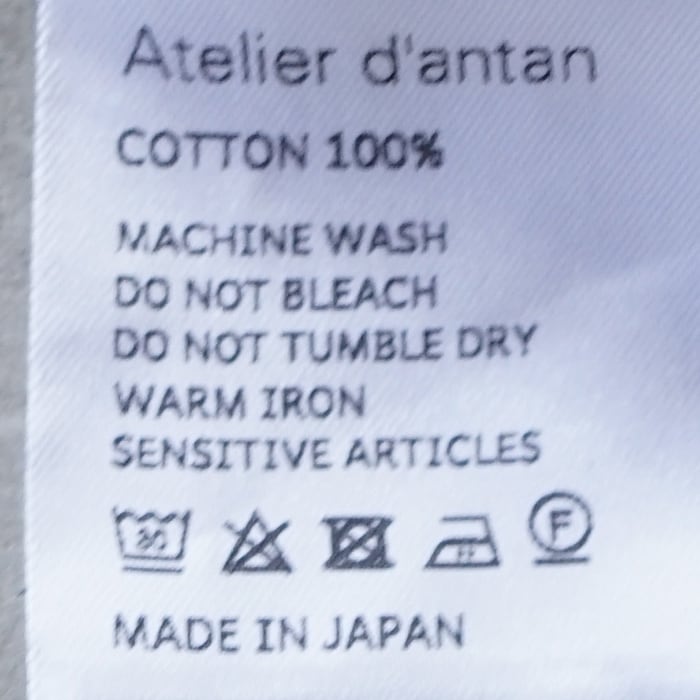 Atelier d'antan
COTTON 100%
MACHINE WASH
DO NOT BLEACH
DO NOT TUMBLE DRY
WARM IRON
SENSITIVE ARTICLES
F
MADE IN JAPAN